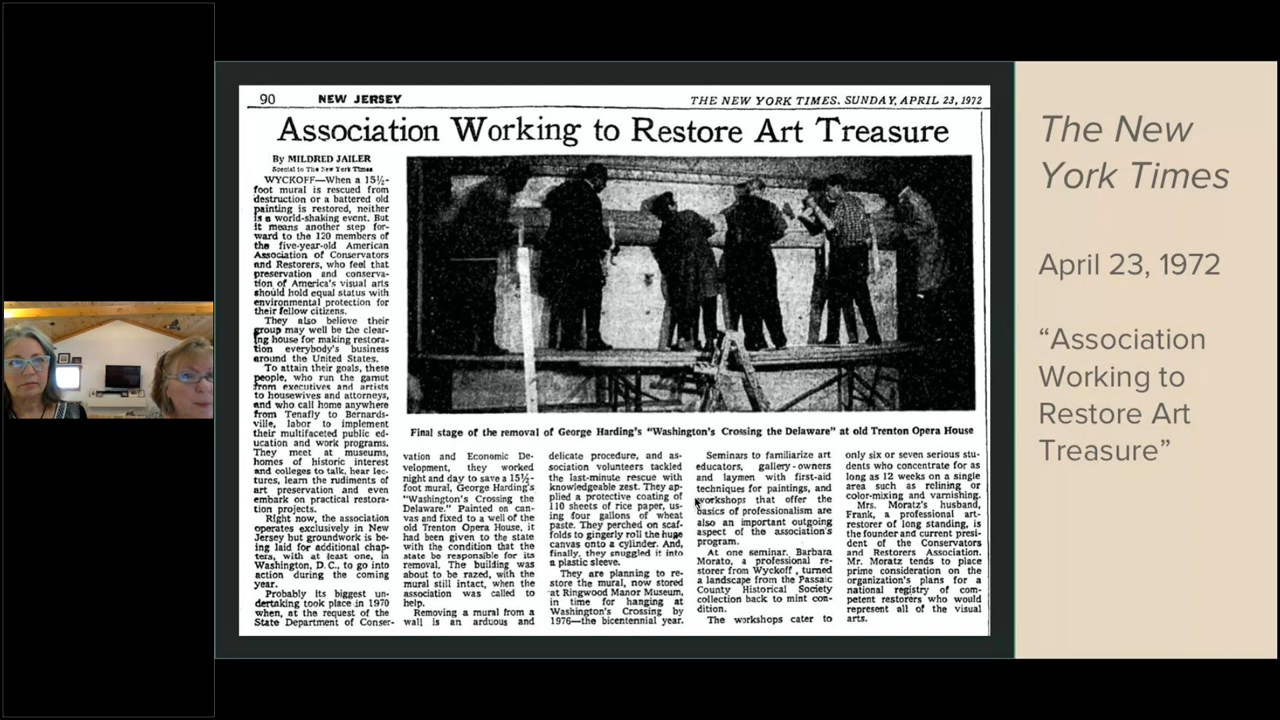 90 NEW JERSEY THE NEW YORK TIMES, SUNDAY, APRIL 23, 1972
Association Working to Restore Art Treasure
By MILDRED JAILER
Special to The New York Times
WYCKOFF—When a 15½-
foot mural is rescued from
destruction or a battered old
painting is restored, neither
is a world-shaking event. But
it means another step for-
ward to the 120 members of
the five-year-old American
Association of Conservators
and Restorers, who feel that
preservation and conserva-
tion of America's visual arts
should hold equal status with
environmental protection for
their fellow citizens.
They also believe their
group may well be the clear-
ing house for making restora-
tion everybody's business
around the United States.
To attain their goals, these
people, who run the gamut
from executives and artists
to housewives and attorneys,
and who call home anywhere
from Tenafly to Bernards-
ville, labor to implement
their multifaceted public ed-
ucation and work programs.
They meet at museums,
homes of historic interest
and colleges to talk, hear lec-
tures, learn the rudiments of
art preservation and even
embark on practical restora-
tion projects.
Right now, the association
operates exclusively in New
Jersey but groundwork is be-
ing laid for additional chap-
ters, with at least one, in
Washington, D.C., to go into
action during the coming
year.
Probably its biggest un-
dertaking took place in 1970
when, at the request of the
State Department of Conser-
Final stage of the removal of George Harding's "Washington's Crossing the Delaware" at old Trenton Opera House
vation and Economic De-
velopment, they worked
night and day to save a 15½-
foot mural, George Harding's
"Washington's Crossing the
Delaware." Painted on can-
vas and fixed to a well of the
old Trenton Opera House, it
had been given to the state
with the condition that the
state be responsible for its
removal. The building was
about to be razed, with the
mural still intact, when the
association was called to
help.
Removing a mural from a
wall is an arduous and
delicate procedure, and as-
sociation volunteers tackled
the last-minute rescue with
knowledgeable zest. They ap-
plied a protective coating of
110 sheets of rice paper, us-
ing four gallons of wheat
paste. They perched on scaf-
folds to gingerly roll the huge
canvas onto a cylinder. And,
finally, they snuggled it into
a plastic sleeve.
They are planning to re-
store the mural, now stored
at Ringwood Manor Museum,
in time for hanging at
Washington's Crossing by
1976—the bicentennial year.
Seminars to familiarize art
educators, gallery-owners
and laymen with first-aid
techniques for paintings, and
workshops that offer the
basics of professionalism are
also an important outgoing
aspect of the association's
program.
At one seminar, Barbara
Morato, a professional re-
storer from Wyckoff, turned
a landscape from the Passaic
County Historical Society
collection back to mint con-
dition.
The workshops cater to
only six or seven serious stu-
dents who concentrate for as
long as 12 weeks on a single
area such as relining or
color-mixing and varnishing.
Mrs. Moratz's husband,
Frank, a professional art-
restorer of long standing, is
the founder and current presi-
dent of the Conservators
and Restorers Association.
Mr. Moratz tends to place
prime consideration on the
organization's plans for a
national registry of com-
petent restorers who would
represent all of the visual
arts.
The New
York Times
April 23, 1972
“Association
Working to
Restore Art
Treasure”